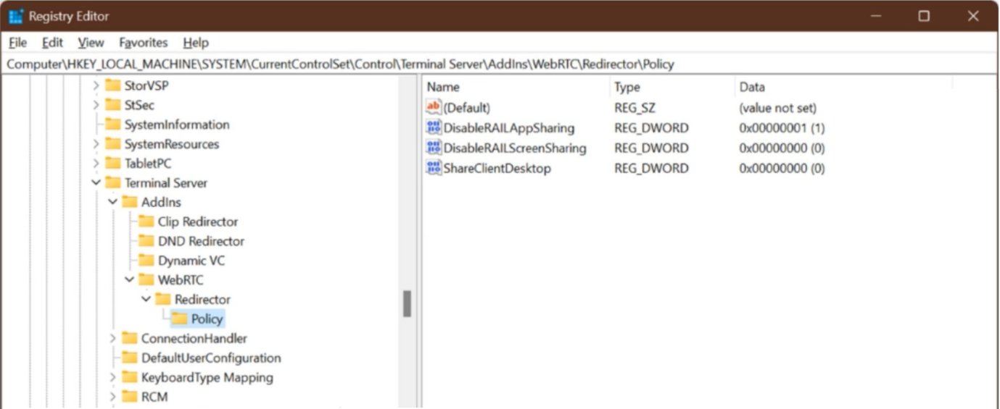 Registry Editor
File Edit View Favorites Help
Computer\HKEY_LOCAL_MACHINE\SYSTEM\CurrentControlSet\Control\Terminal Server\AddIns\WebRTC\Redirector\Policy
StorVSP
StSec
SystemInformation
SystemResources
TabletPC
Terminal Server
AddIns
Clip Redirector
DND Redirector
Dynamic VC
WebRTC
Redirector
Policy
ConnectionHandler
DefaultUserConfiguration
KeyboardType Mapping
RCM
Name Type Data
(Default) REG_SZ (value not set)
DisableRAILAppSharing REG_DWORD 0x00000001 (1)
DisableRAILScreenSharing REG_DWORD 0x00000000 (0)
ShareClientDesktop REG_DWORD 0x00000000 (0)